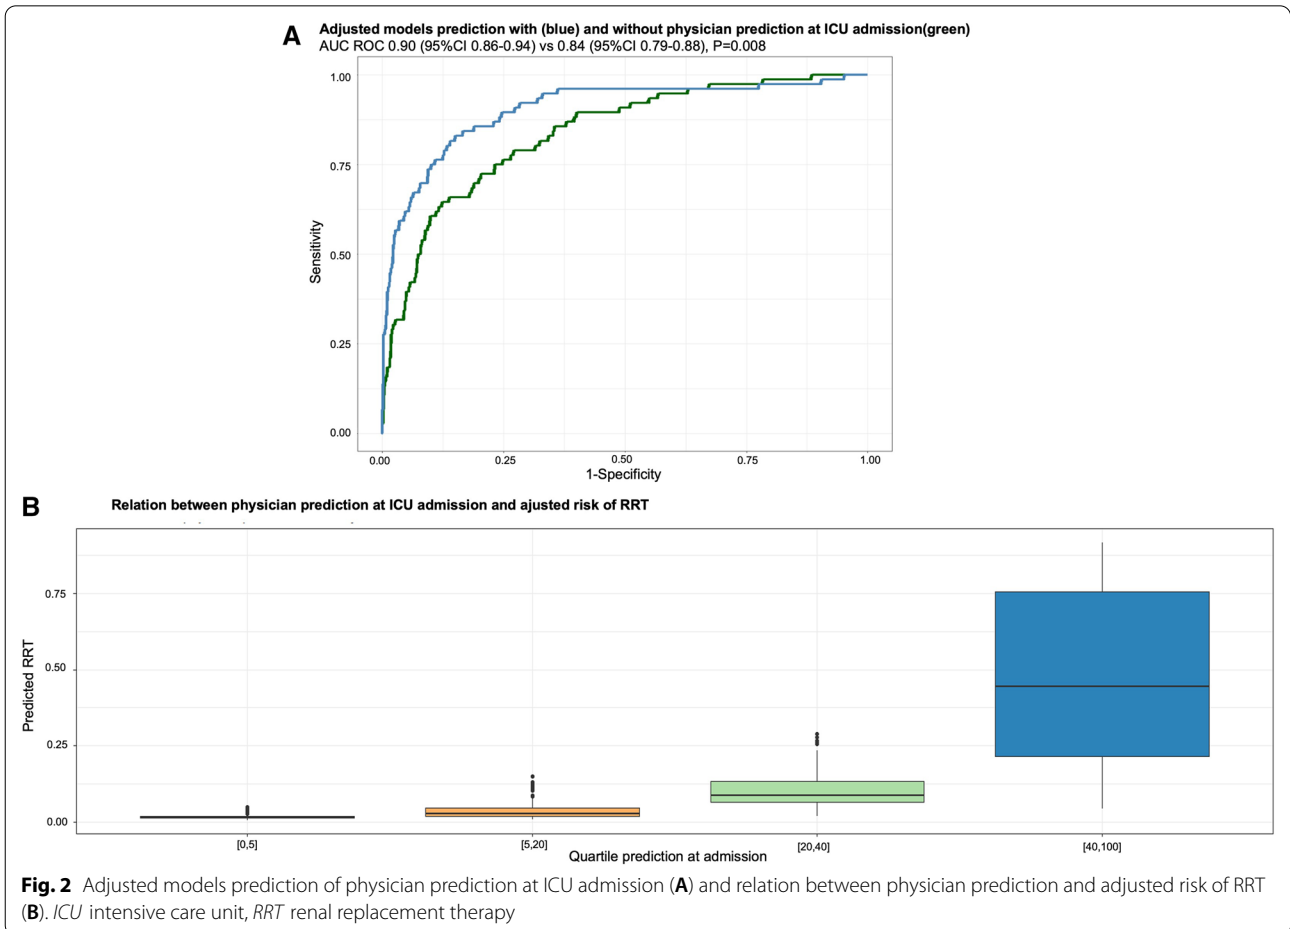 A
Adjusted models prediction with (blue) and without physician prediction at ICU admission(green)
AUC ROC 0.90 (95%CI 0.86-0.94) vs 0.84 (95%CI 0.79-0.88), P=0.008
1.00
0.75
0.50
0.25
0.00
Sensitivity
0.00 0.25 0.50 0.75 1.00
1-Specificity
B
Relation between physician prediction at ICU admission and ajusted risk of RRT
0.75
0.50
0.25
0.00
Predicted RRT
[0,5] [5,20] [20,40] [40,100]
Quartile prediction at admission
Fig. 2 Adjusted models prediction of physician prediction at ICU admission (A) and relation between physician prediction and adjusted risk of RRT
(B). ICU intensive care unit, RRT renal replacement therapy